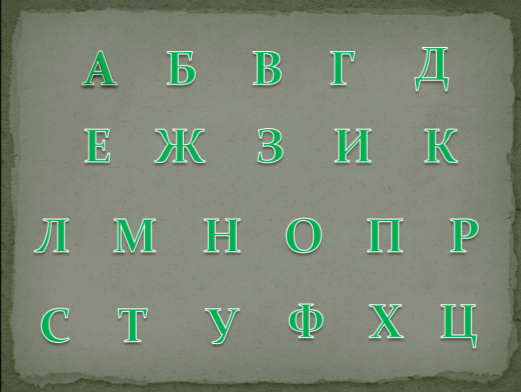 А Б В Г Д
Е Ж З И К
Л М Н О П Р
С Т У Ф Х Ц